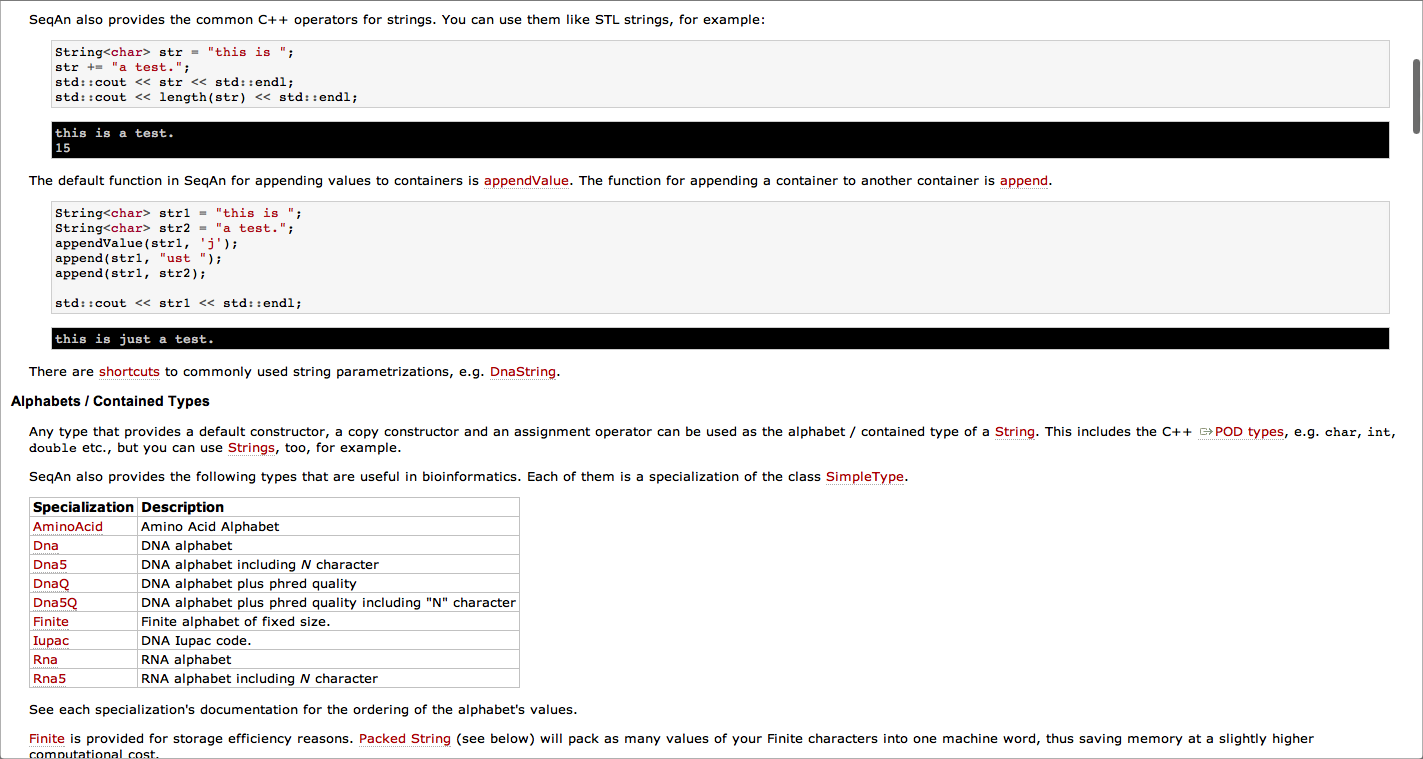 SeqAn also provides the common C++ operators for strings. You can use them like STL strings, for example:
String<char> str = "this is ";
str += "a test.";
std::cout << str << std::endl;
std::cout << length(str) << std::endl;
this is a test.
15
The default function in SeqAn for appending values to containers is appendValue. The function for appending a container to another container is append.
String<char> str1 = "this is ";
String<char> str2 = "a test.";
appendValue(str1, 'j');
append(str1, "ust ");
append(str1, str2);
std::cout << str1 << std::endl;
this is just a test.
There are shortcuts to commonly used string parametrizations, e.g. DnaString.
Alphabets / Contained Types
Any type that provides a default constructor, a copy constructor and an assignment operator can be used as the alphabet / contained type of a String. This includes the C++ POD types, e.g. char, int,
double etc., but you can use Strings, too, for example.
SeqAn also provides the following types that are useful in bioinformatics. Each of them is a specialization of the class SimpleType.
Specialization Description
AminoAcid Amino Acid Alphabet
Dna DNA alphabet
Dna5 DNA alphabet including N character
DnaQ DNA alphabet plus phred quality
Dna5Q DNA alphabet plus phred quality including "N" character
Finite Finite alphabet of fixed size.
Iupac DNA Iupac code.
Rna RNA alphabet
Rna5 RNA alphabet including N character
See each specialization's documentation for the ordering of the alphabet's values.
Finite is provided for storage efficiency reasons. Packed String (see below) will pack as many values of your Finite characters into one machine word, thus saving memory at a slightly higher
computational cost.